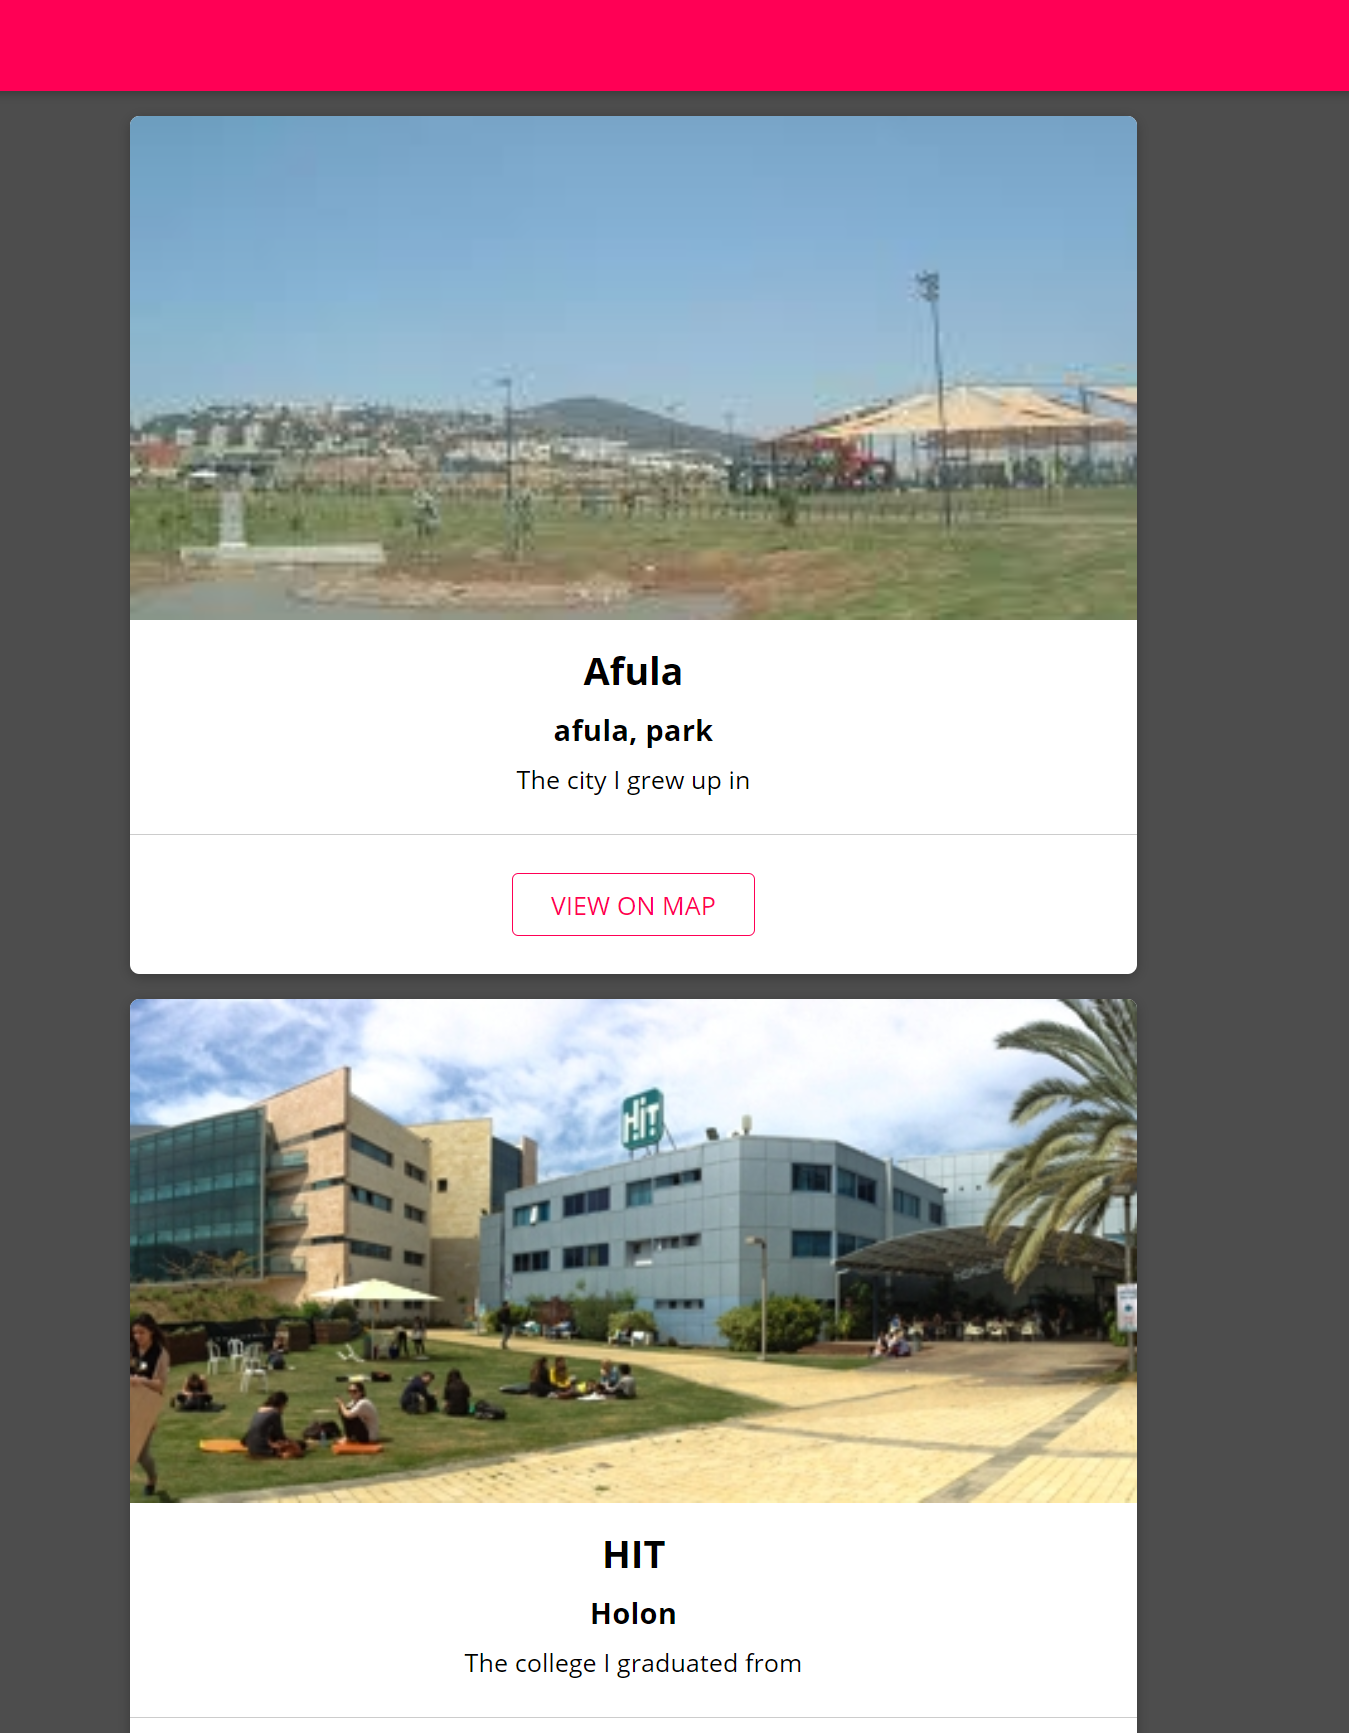 Afula
afula, park
The city I grew up in
VIEW ON MAP
HiT
HIT
Holon
The college I graduated from